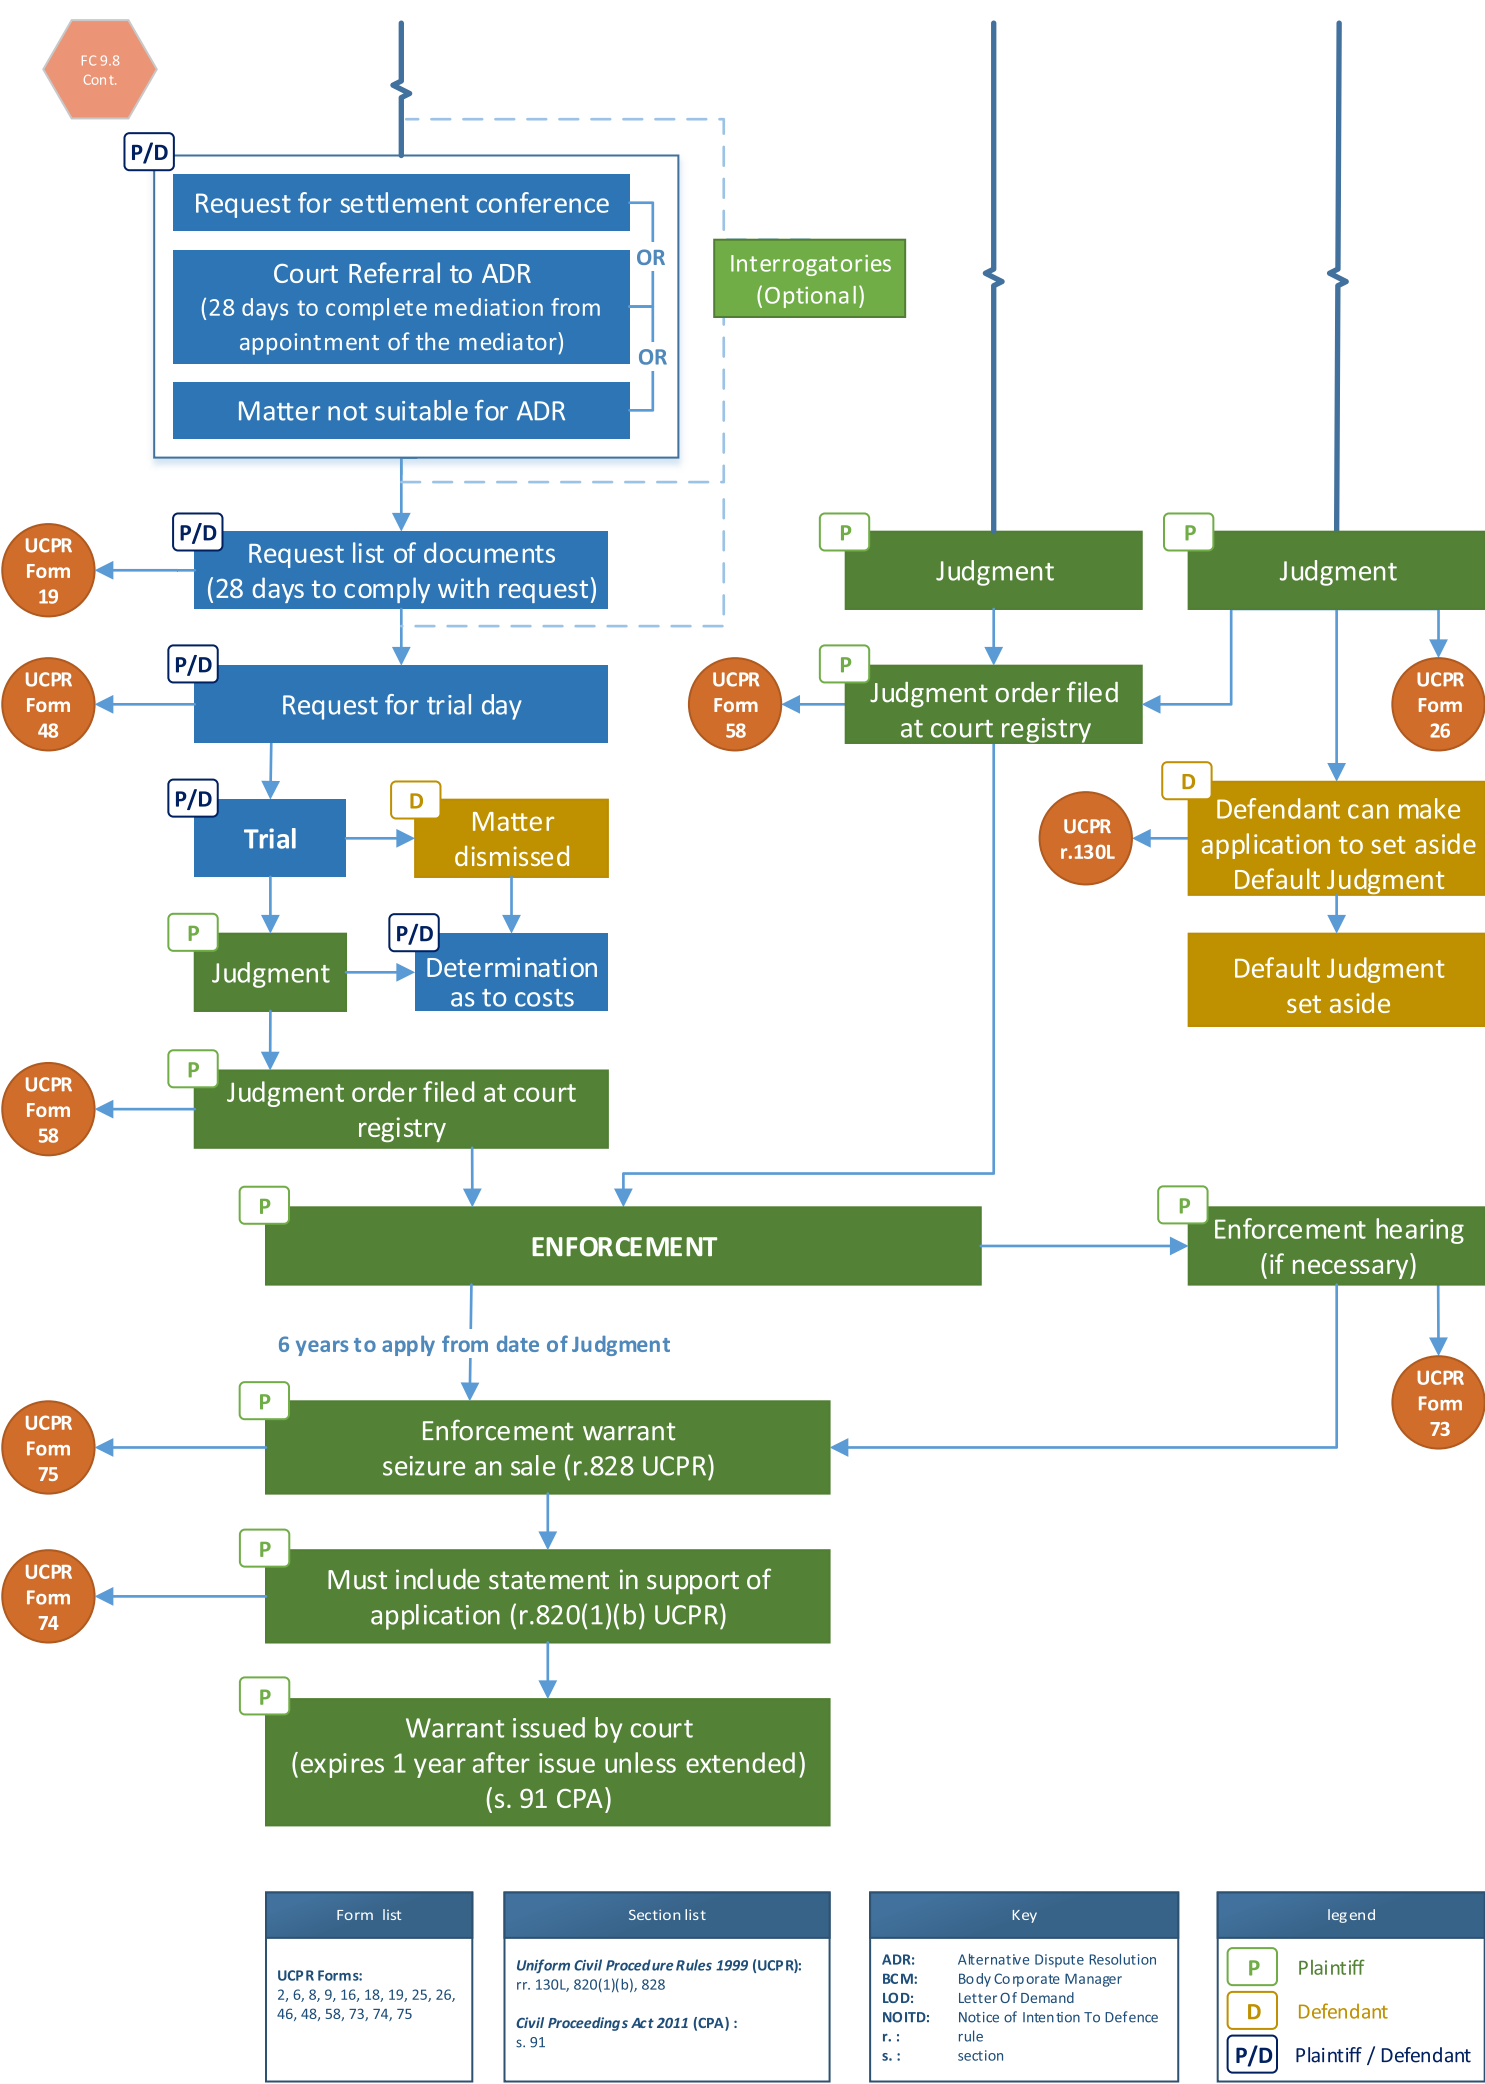 FC 9.8
Cont.
P/D
Request for settlement conference
OR
Court Referral to ADR
(28 days to complete mediation from
appointment of the mediator)
OR
Matter not suitable for ADR
Interrogatories
(Optional)
P/D
Request list of documents
(28 days to comply with request)
UCPR
Form
19
P
Judgment
P
Judgment
P/D
Request for trial day
UCPR
Form
48
P
Judgment order filed
at court registry
UCPR
Form
58
UCPR
Form
26
P/D
Trial
D
Matter
dismissed
D
Defendant can make
application to set aside
Default Judgment
UCPR
r.130L
P
Judgment
P/D
Determination
as to costs
Default Judgment
set aside
P
Judgment order filed at court
registry
UCPR
Form
58
P
ENFORCEMENT
P
Enforcement hearing
(if necessary)
6 years to apply from date of Judgment
UCPR
Form
73
P
Enforcement warrant
seizure an sale (r.828 UCPR)
UCPR
Form
75
P
Must include statement in support of
application (r.820(1)(b) UCPR)
UCPR
Form
74
P
Warrant issued by court
(expires 1 year after issue unless extended)
(s. 91 CPA)
Form list
UCPR Forms:
2, 6, 8, 9, 16, 18, 19, 25, 26,
46, 48, 58, 73, 74, 75
Section list
Uniform Civil Procedure Rules 1999 (UCPR):
rr. 130L, 820(1)(b), 828
Civil Proceedings Act 2011 (CPA) :
s. 91
Key
ADR: Alternative Dispute Resolution
BCM: Body Corporate Manager
LOD: Letter Of Demand
NOITD: Notice of Intention To Defence
r. : rule
s. : section
legend
P Plaintiff
D Defendant
P/D Plaintiff / Defendant